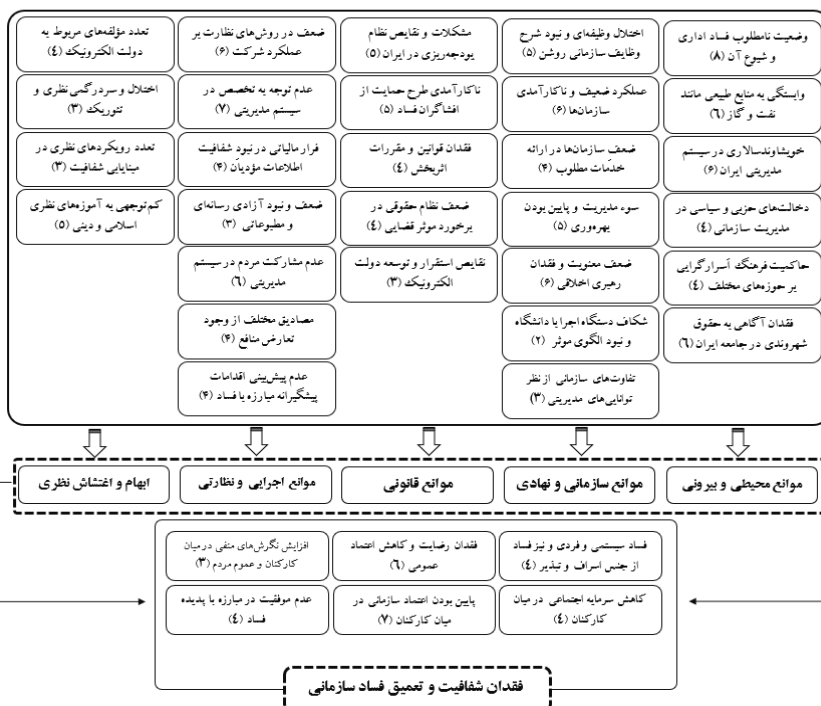 وضعیت نامطلوب فساد اداری
و شیوع آن (۸)
وابستگی به منابع طبیعی مانند
نفت و گاز (۶)
خویشاوندسالاری در سیستم
مدیریتی ایران (۶)
دخالت‌های حزبی و سیاسی در
مدیریت سازمانی (۴)
حاکمیت فرهنگ اسرارگرایی
بر حوزه‌های مختلف (۴)
فقدان آگاهی به حقوق
شهروندی در جامعه ایران (۶)
اختلال وظیفه‌ای و نبود شرح
وظایف سازمانی روشن (۵)
عملکرد ضعیف و ناکارآمدی
سازمان‌ها (۶)
ضعف سازمان‌ها در ارائه
خدمات مطلوب (۴)
سوء مدیریت و پایین بودن
بهره‌وری (۵)
ضعف معنویت و فقدان
رهبری اخلاقی (۶)
شکاف دستگاه اجرا با دانشگاه
و نبود الگوی موثر (۲)
تفاوت‌های سازمانی از نظر
توانایی‌های مدیریتی (۳)
مشکلات و نقایص نظام
بودجه‌ریزی در ایران (۵)
ناکارآمدی طرح حمایت از
افشاگران فساد (۵)
فقدان قوانین و مقررات
اثربخش (۴)
ضعف نظام حقوقی در
برخورد موثر قضایی (۴)
نقایص استقرار و توسعه دولت
الکترونیک (۳)
ضعف در روش‌های نظارت بر
عملکرد شرکت (۶)
عدم توجه به تخصص در
سیستم مدیریتی (۷)
فرار مالیاتی در نبود شفافیت
اطلاعات مؤدیان (۴)
ضعف و نبود آزادی رسانه‌ای
و مطبوعاتی (۳)
عدم مشارکت مردم در سیستم
مدیریتی (۶)
مصادیق مختلف از وجود
تعارض منافع (۴)
عدم پیش‌بینی اقدامات
پیشگیرانه مبارزه با فساد (۴)
تعدد مؤلفه‌های مربوط به
دولت الکترونیک (۴)
اختلال و سردرگمی نظری و
تئوریک (۳)
تعدد رویکردهای نظری در
مبنایابی شفافیت (۳)
کم‌توجهی به آموزه‌های نظری
اسلامی و دینی (۵)
موانع محیطی و بیرونی
موانع سازمانی و نهادی
موانع قانونی
موانع اجرایی و نظارتی
ابهام و اغتشاش نظری
فساد سیستمی و فردی و نیز فساد
از جنس اسراف و تبذیر (۴)
فقدان رضایت و کاهش اعتماد
عمومی (۶)
افزایش نگرش‌های منفی در میان
کارکنان و عموم مردم (۳)
کاهش سرمایه اجتماعی در میان
کارکنان (۴)
پایین بودن اعتماد سازمانی در
میان کارکنان (۷)
عدم موفقیت در مبارزه با پدیده
فساد (۴)
فقدان شفافیت و تعمیق فساد سازمانی